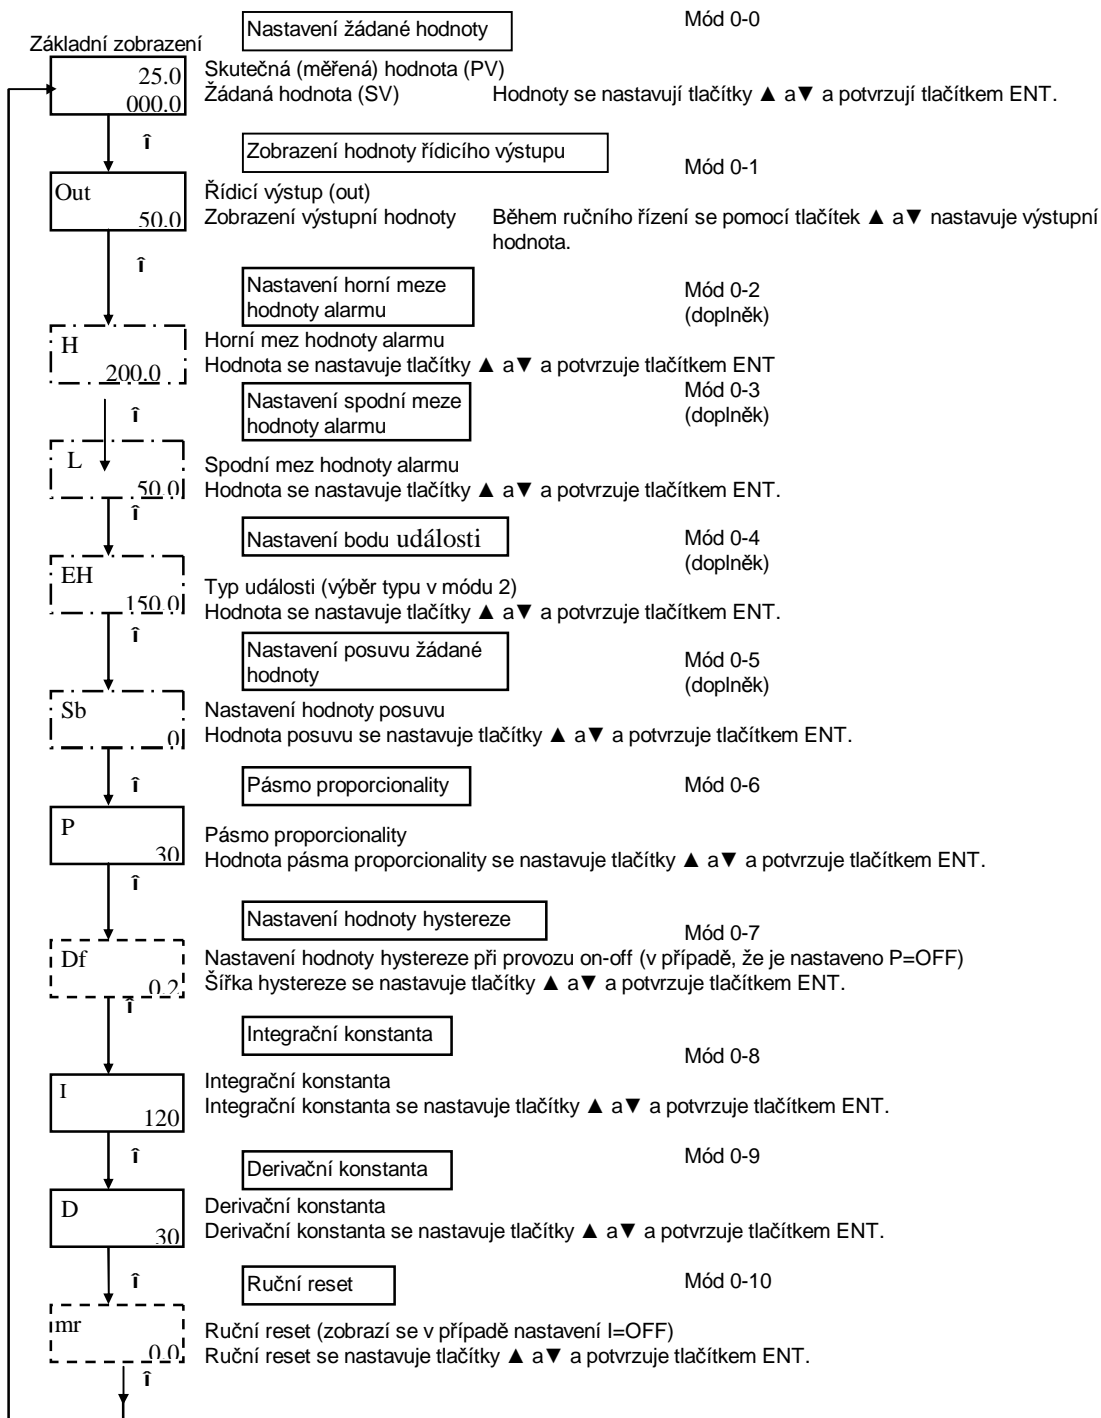 Nastavení žádané hodnoty
Mód 0-0
Základní zobrazení
25.0
000.0
Skutečná (měřená) hodnota (PV)
Žádaná hodnota (SV)
Hodnoty se nastavují tlačítky ▲ a▼ a potvrzují tlačítkem ENT.
î
Zobrazení hodnoty řídicího výstupu
Mód 0-1
Out
50.0
Řídicí výstup (out)
Zobrazení výstupní hodnoty
Během ručního řízení se pomocí tlačítek ▲ a▼ nastavuje výstupní
hodnota.
î
Nastavení horní meze
hodnoty alarmu
Mód 0-2
(doplněk)
H
200.0
Horní mez hodnoty alarmu
Hodnota se nastavuje tlačítky ▲ a▼ a potvrzuje tlačítkem ENT
î
Nastavení spodní meze
hodnoty alarmu
Mód 0-3
(doplněk)
L
50.0
Spodní mez hodnoty alarmu
Hodnota se nastavuje tlačítky ▲ a▼ a potvrzuje tlačítkem ENT.
î
Nastavení bodu události
Mód 0-4
(doplněk)
EH
150.0
Typ události (výběr typu v módu 2)
Hodnota se nastavuje tlačítky ▲ a▼ a potvrzuje tlačítkem ENT.
î
Nastavení posuvu žádané
hodnoty
Mód 0-5
(doplněk)
Sb
0
Nastavení hodnoty posuvu
Hodnota posuvu se nastavuje tlačítky ▲ a▼ a potvrzuje tlačítkem ENT.
î
Pásmo proporcionality
Mód 0-6
P
30
Pásmo proporcionality
Hodnota pásma proporcionality se nastavuje tlačítky ▲ a▼ a potvrzuje tlačítkem ENT.
î
Nastavení hodnoty hystereze
Mód 0-7
Df
0.2
Nastavení hodnoty hystereze při provozu on-off (v případě, že je nastaveno P=OFF)
Šířka hystereze se nastavuje tlačítky ▲ a▼ a potvrzuje tlačítkem ENT.
î
Integrační konstanta
Mód 0-8
I
120
Integrační konstanta
Integrační konstanta se nastavuje tlačítky ▲ a▼ a potvrzuje tlačítkem ENT.
î
Derivační konstanta
Mód 0-9
D
30
Derivační konstanta
Derivační konstanta se nastavuje tlačítky ▲ a▼ a potvrzuje tlačítkem ENT.
î
Ruční reset
Mód 0-10
mr
0.0
Ruční reset (zobrazí se v případě nastavení I=OFF)
Ruční reset se nastavuje tlačítky ▲ a▼ a potvrzuje tlačítkem ENT.
î